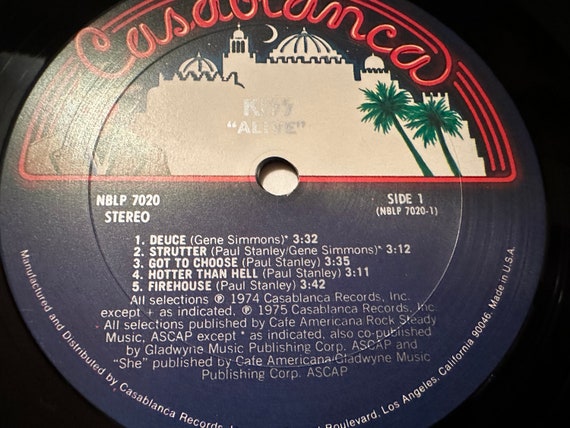 Casablanca
KISS
"ALIVE"
NBLP 7020
STEREO
SIDE 1
(NBLP 7020-1)
1. DEUCE (Gene Simmons)* 3:32
2. STRUTTER (Paul Stanley/Gene Simmons)* 3:12
3. GOT TO CHOOSE (Paul Stanley) 3:35
4. HOTTER THAN HELL (Paul Stanley) 3:11
5. FIREHOUSE (Paul Stanley) 3:42
All selections ℗ 1974 Casablanca Records, Inc.
except + as indicated, ℗ 1975 Casablanca Records, Inc
All selections published by Cafe Americana Rock Steady
Music, ASCAP except * as indicated, also co-published
by Gladwyne Music Publishing Corp. ASCAP and
"She" published by Cafe Americana/Gladwyne Music
Publishing Corp. ASCAP
Manufactured and Distributed by Casablanca Records, Boulevard, Los Angeles, California 90046, Made in U.S.A.